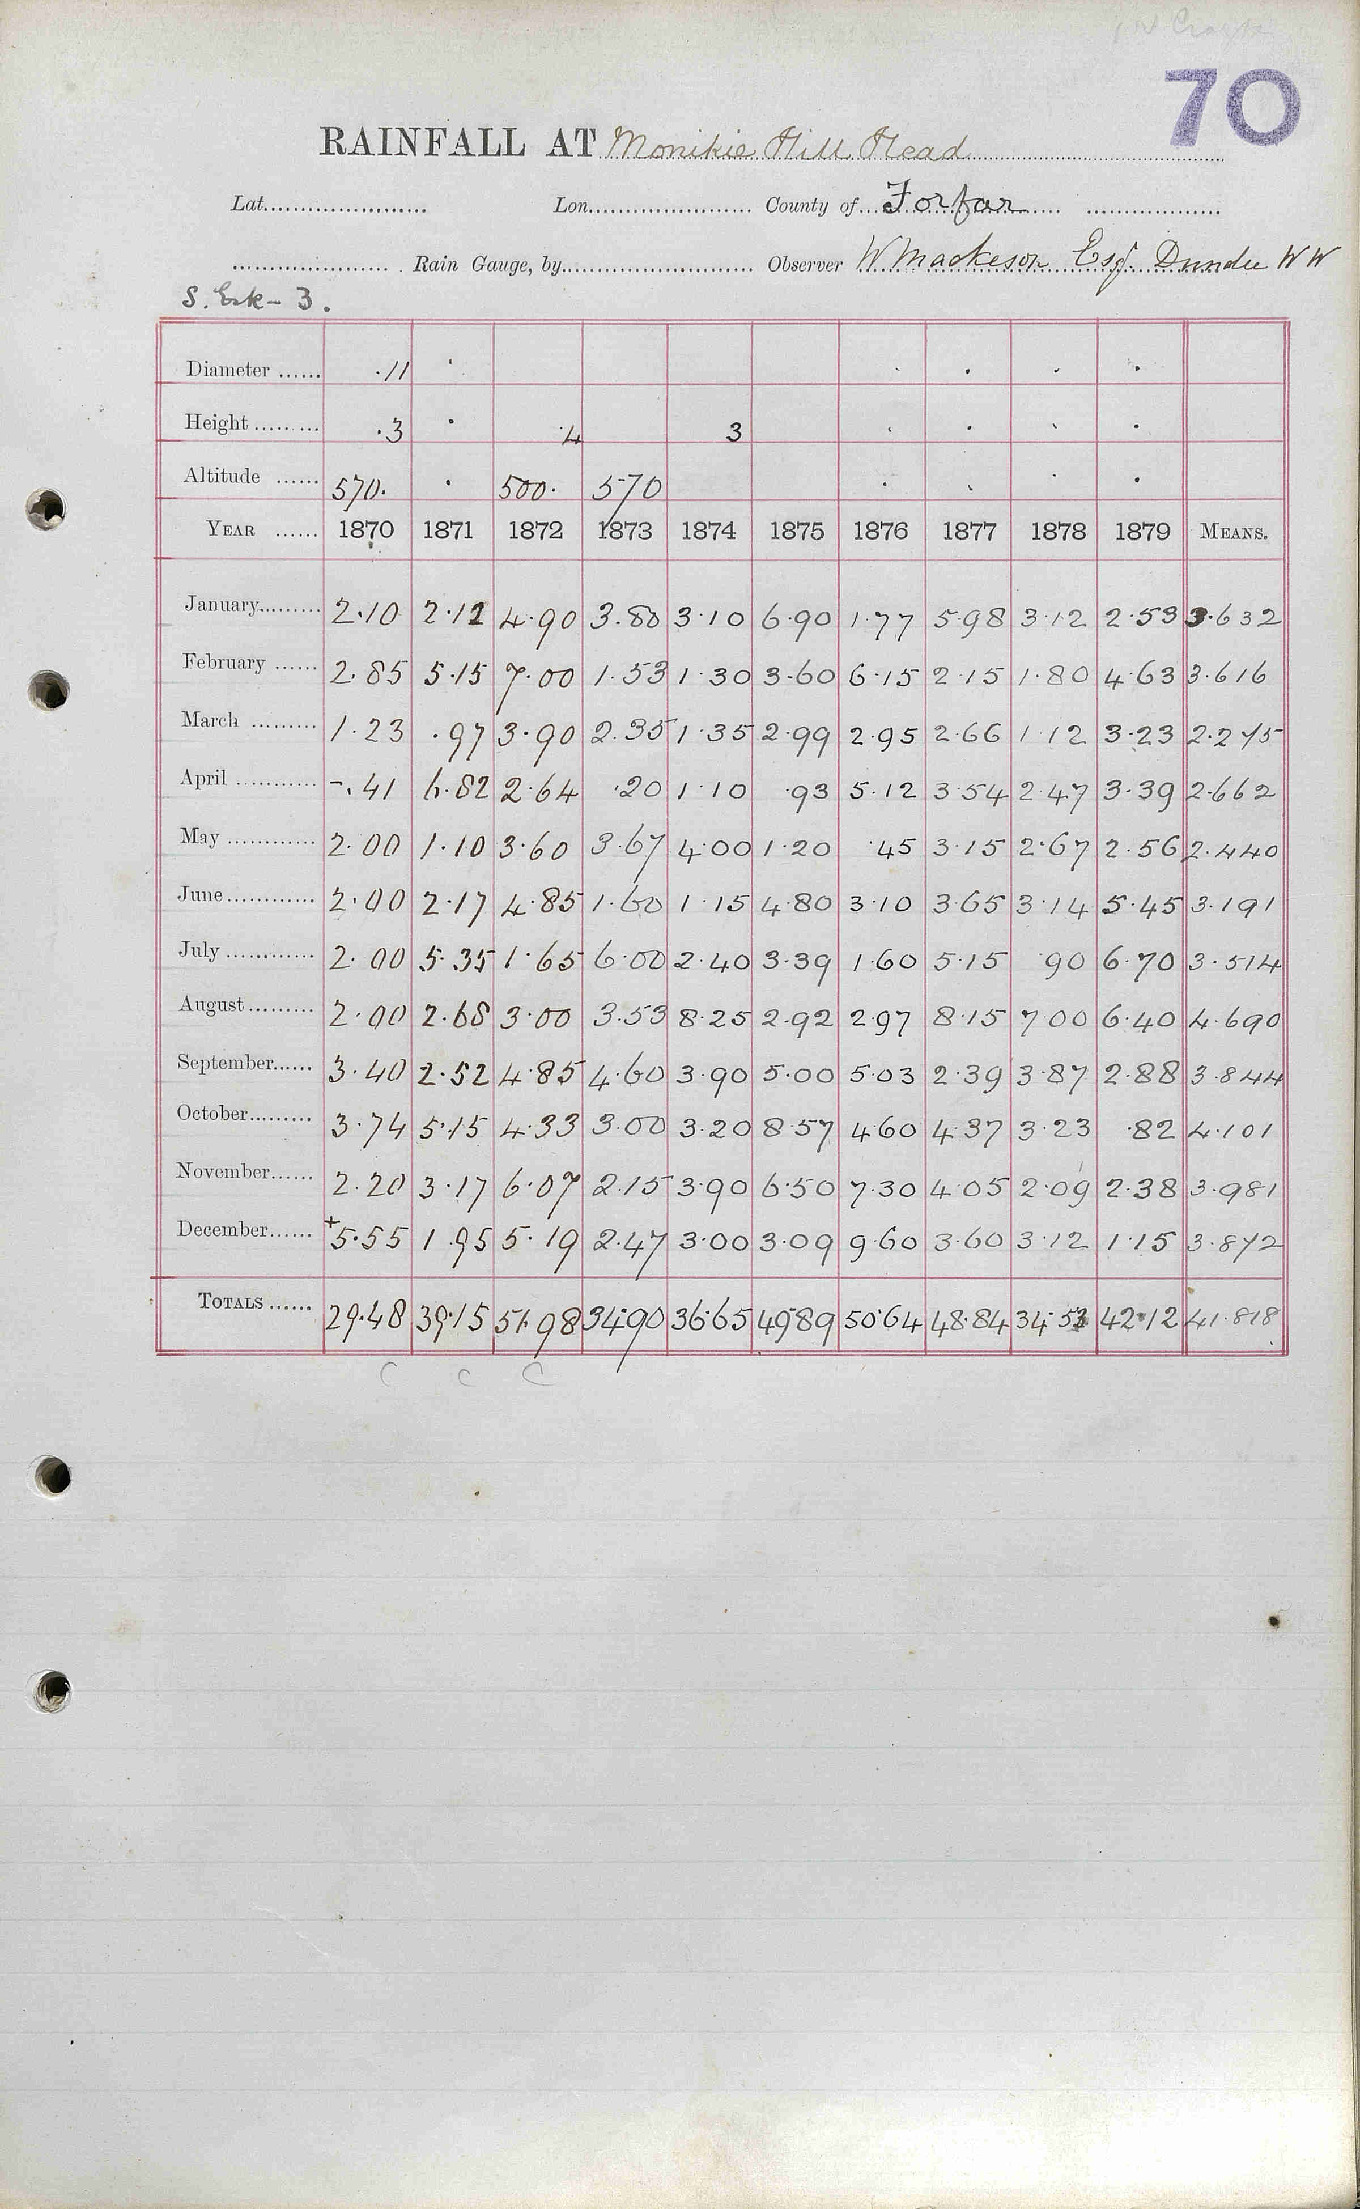 70
RAINFALL AT Monikie Hill Head
Lat. Lon. County of Forfar
Rain Gauge, by Observer W Mackeson Esq. Dundee W W
S. Esk - 3.
Diameter ...... ·11
Height ......... ·3 ·4 3
Altitude ...... 570. 500. 570
YEAR ...... 1870 1871 1872 1873 1874 1875 1876 1877 1878 1879 MEANS.
January......... 2.10 2.12 4.90 3.80 3.10 6.90 1.77 5.98 3.12 2.53 3.632
February ...... 2.85 5.15 7.00 1.53 1.30 3.60 6.15 2.15 1.80 4.63 3.616
March ......... 1.23 .97 3.90 2.35 1.35 2.99 2.95 2.66 1.12 3.23 2.275
April ............ -.41 6.82 2.64 .20 1.10 .93 5.12 3.54 2.47 3.39 2.662
May ............ 2.00 1.10 3.60 3.67 4.00 1.20 .45 3.15 2.67 2.56 2.440
June............ 2.00 2.17 4.85 1.60 1.15 4.80 3.10 3.65 3.14 5.45 3.191
July ............ 2.00 5.35 1.65 6.00 2.40 3.39 1.60 5.15 .90 6.70 3.514
August......... 2.00 2.68 3.00 3.53 8.25 2.92 2.97 8.15 7.00 6.40 4.690
September...... 3.40 2.52 4.85 4.60 3.90 5.00 5.03 2.39 3.87 2.88 3.844
October......... 3.74 5.15 4.33 3.00 3.20 8.57 4.60 4.37 3.23 .82 4.101
November...... 2.20 3.17 6.07 2.15 3.90 6.50 7.30 4.05 2.09 2.38 3.981
December...... +5.55 1.95 5.19 2.47 3.00 3.09 9.60 3.60 3.12 1.15 3.872
TOTALS ...... 29.48 39.15 51.98 34.90 36.65 49.89 50.64 48.84 34.53 42.12 41.818
C C C